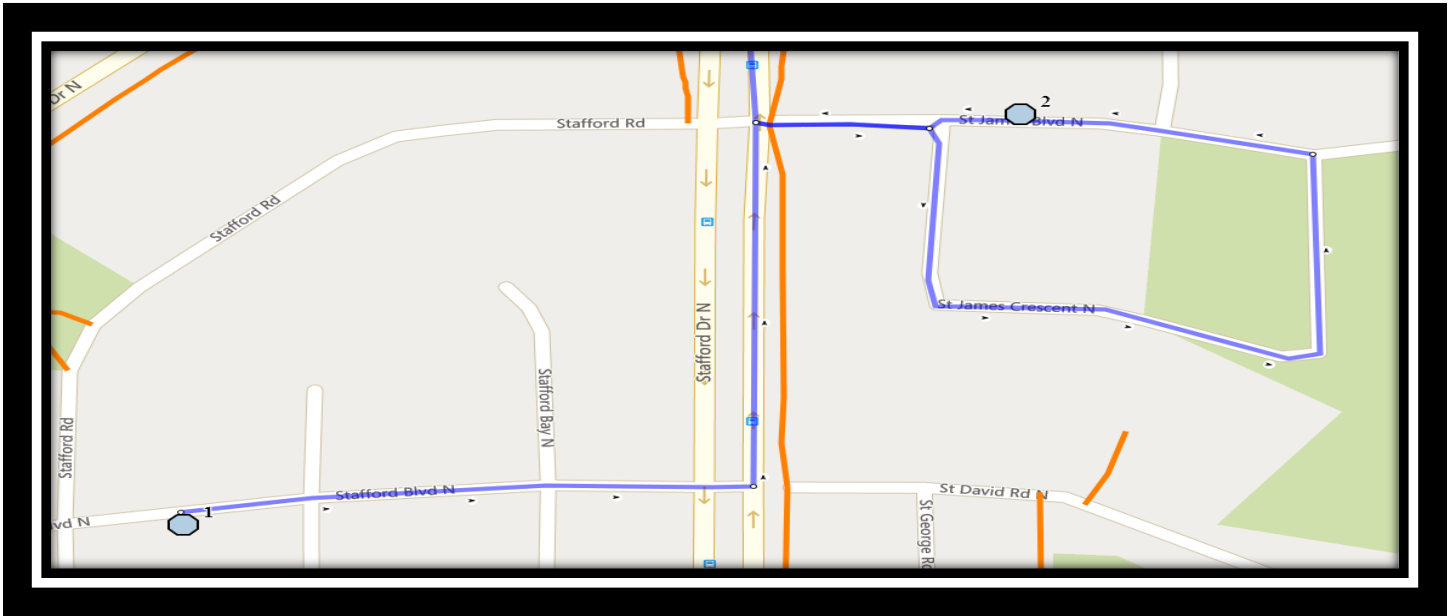 Dr N
2
Stafford Rd
St James Blvd N
Stafford Rd
St James Crescent N
Stafford Dr N
Stafford Bay N
Stafford Rd
Stafford Blvd N
St David Rd N
1
vd N
St George Rd